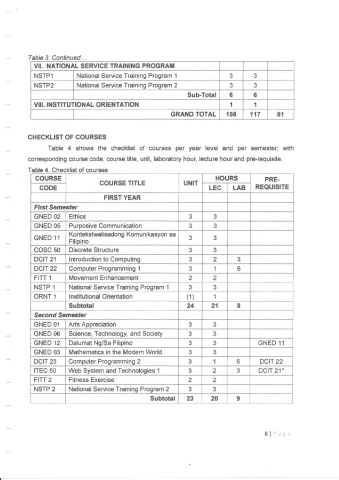 Table 3. Continued...
VII. NATIONAL SERVICE TRAINING PROGRAM
NSTP1 National Service Training Program 1 3 3
NSTP2 National Service Training Program 2 3 3
Sub-Total 6 6
VIII. INSTITUTIONAL ORIENTATION 1 1
GRAND TOTAL 156 117 81
CHECKLIST OF COURSES
Table 4 shows the checklist of courses per year level and per semester; with
corresponding course code, course title, unit, laboratory hour, lecture hour and pre-requisite.
Table 4. Checklist of courses
COURSE CODE COURSE TITLE UNIT HOURS LEC LAB PRE-REQUISITE
FIRST YEAR
First Semester
GNED 02 Ethics 3 3
GNED 05 Purposive Communication 3 3
GNED 11 Kontekstwalisadong Komunikasyon sa Filipino 3 3
COSC 50 Discrete Structure 3 3
DCIT 21 Introduction to Computing 3 2 3
DCIT 22 Computer Programming 1 3 1 6
FITT 1 Movement Enhancement 2 2
NSTP 1 National Service Training Program 1 3 3
ORNT 1 Institutional Orientation (1) 1
Subtotal 24 21 9
Second Semester
GNED 01 Arts Appreciation 3 3
GNED 06 Science, Technology, and Society 3 3
GNED 12 Dalumat Ng/Sa Filipino 3 3 GNED 11
GNED 03 Mathematics in the Modern World 3 3
DCIT 23 Computer Programming 2 3 1 6 DCIT 22
ITEC 50 Web System and Technologies 1 3 2 3 DCIT 21*
FITT 2 Fitness Exercise 2 2
NSTP 2 National Service Training Program 2 3 3
Subtotal 23 20 9
8 | Page